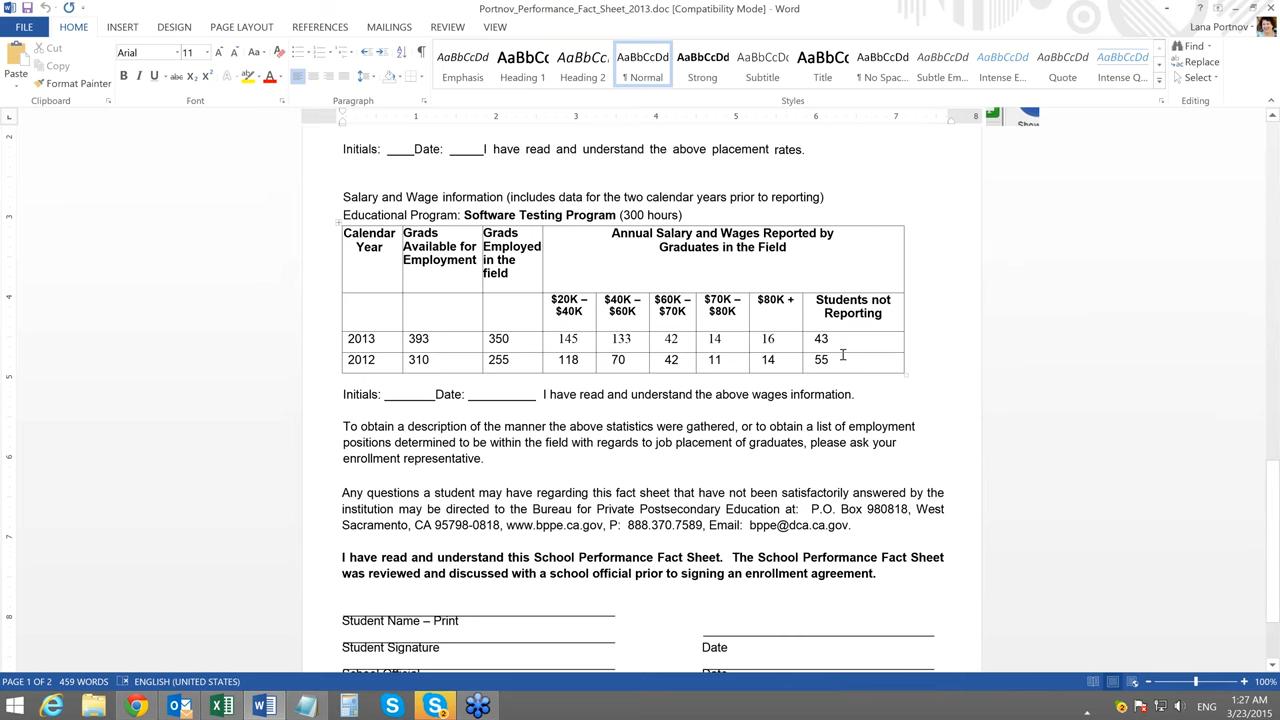 Portnov_Performance_Fact_Sheet_2013.doc [Compatibility Mode] - Word
FILE HOME INSERT DESIGN PAGE LAYOUT REFERENCES MAILINGS REVIEW VIEW Lana Portnov
Paste Cut Copy Format Painter Clipboard
Arial 11 Font
Paragraph
AaBbCcDd AaBbCc AaBbCc AaBbCcDd AaBbCcDd AaBbCcDd AaBbCc AaBbCcDd AaBbCcDd AaBbCcDd AaBbCcDd AaBbCcDd
Emphasis Heading 1 Heading 2 ¶ Normal Strong Subtitle Title ¶ No Spac... Subtle Em... Intense E... Quote Intense Q...
Styles
Find Replace Select Editing
1 2 3 4 5 6 7 8
Initials: ____Date: _____I have read and understand the above placement rates.
Salary and Wage information (includes data for the two calendar years prior to reporting)
Educational Program: Software Testing Program (300 hours)
Calendar Year Grads Available for Employment Grads Employed in the field Annual Salary and Wages Reported by Graduates in the Field
$20K – $40K $40K – $60K $60K – $70K $70K – $80K $80K + Students not Reporting
2013 393 350 145 133 42 14 16 43
2012 310 255 118 70 42 11 14 55
Initials: _______Date: __________ I have read and understand the above wages information.
To obtain a description of the manner the above statistics were gathered, or to obtain a list of employment
positions determined to be within the field with regards to job placement of graduates, please ask your
enrollment representative.
Any questions a student may have regarding this fact sheet that have not been satisfactorily answered by the
institution may be directed to the Bureau for Private Postsecondary Education at: P.O. Box 980818, West
Sacramento, CA 95798-0818, www.bppe.ca.gov, P: 888.370.7589, Email: bppe@dca.ca.gov.
I have read and understand this School Performance Fact Sheet. The School Performance Fact Sheet
was reviewed and discussed with a school official prior to signing an enrollment agreement.
Student Name – Print
Student Signature Date
School Official Date
PAGE 1 OF 2 459 WORDS ENGLISH (UNITED STATES) 100%
ENG 1:27 AM
3/23/2015